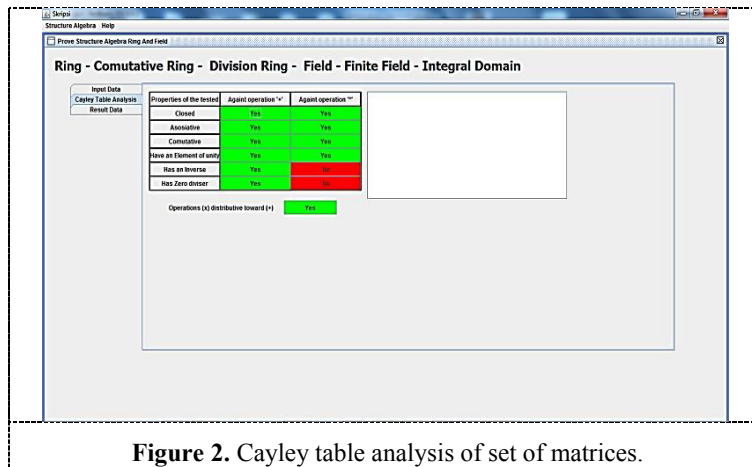 Skripsi
Structure Algebra Help
Prove Structure Algebra Ring And Field
Ring - Comutative Ring - Division Ring - Field - Finite Field - Integral Domain
Input Data
Cayley Table Analysis
Result Data
Properties of the tested Againt operation '+' Againt operation '*'
Closed Yes Yes
Asosiative Yes Yes
Comutative Yes Yes
Have an Element of unity Yes Yes
Has an Inverse Yes No
Has Zero diviser Yes No
Operations (x) distributive toward (+) Yes
Figure 2. Cayley table analysis of set of matrices.